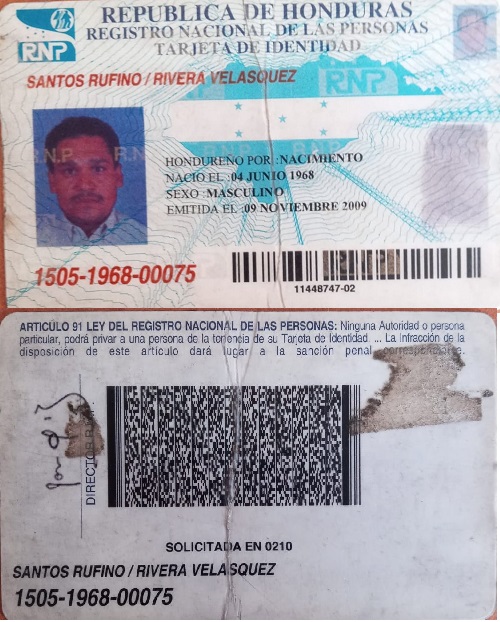 REPUBLICA DE HONDURAS
REGISTRO NACIONAL DE LAS PERSONAS
TARJETA DE IDENTIDAD
RNP
SANTOS RUFINO / RIVERA VELASQUEZ
RNP
R.N.P R.N
HONDUREÑO POR :NACIMIENTO
NACIO EL :04 JUNIO 1968
SEXO :MASCULINO
EMITIDA EL :09 NOVIEMBRE 2009
1505-1968-00075
11448747-02
ARTICULO 91 LEY DEL REGISTRO NACIONAL DE LAS PERSONAS: Ninguna Autoridad o persona
particular, podrá privar a una persona de la tenencia de su Tarjeta de Identidad. ... La Infracción de la
disposición de este articulo dará lugar a la sanción penal correspondiente.
DIRECTOR
SOLICITADA EN 0210
SANTOS RUFINO / RIVERA VELASQUEZ
1505-1968-00075